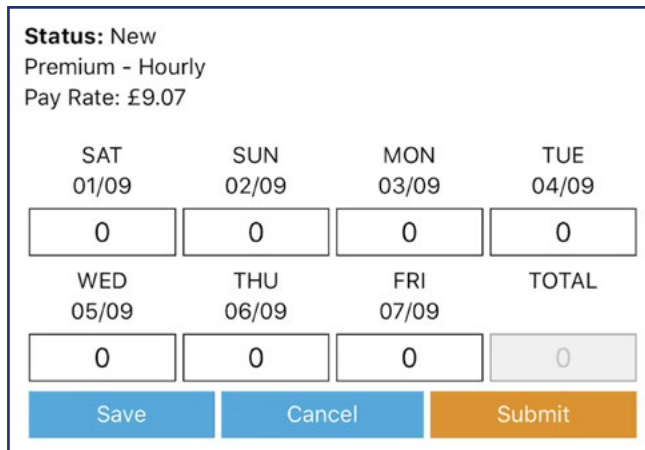 Status: New
Premium - Hourly
Pay Rate: £9.07
SAT SUN MON TUE
01/09 02/09 03/09 04/09
0 0 0 0
WED THU FRI TOTAL
05/09 06/09 07/09
0 0 0 0
Save Cancel Submit